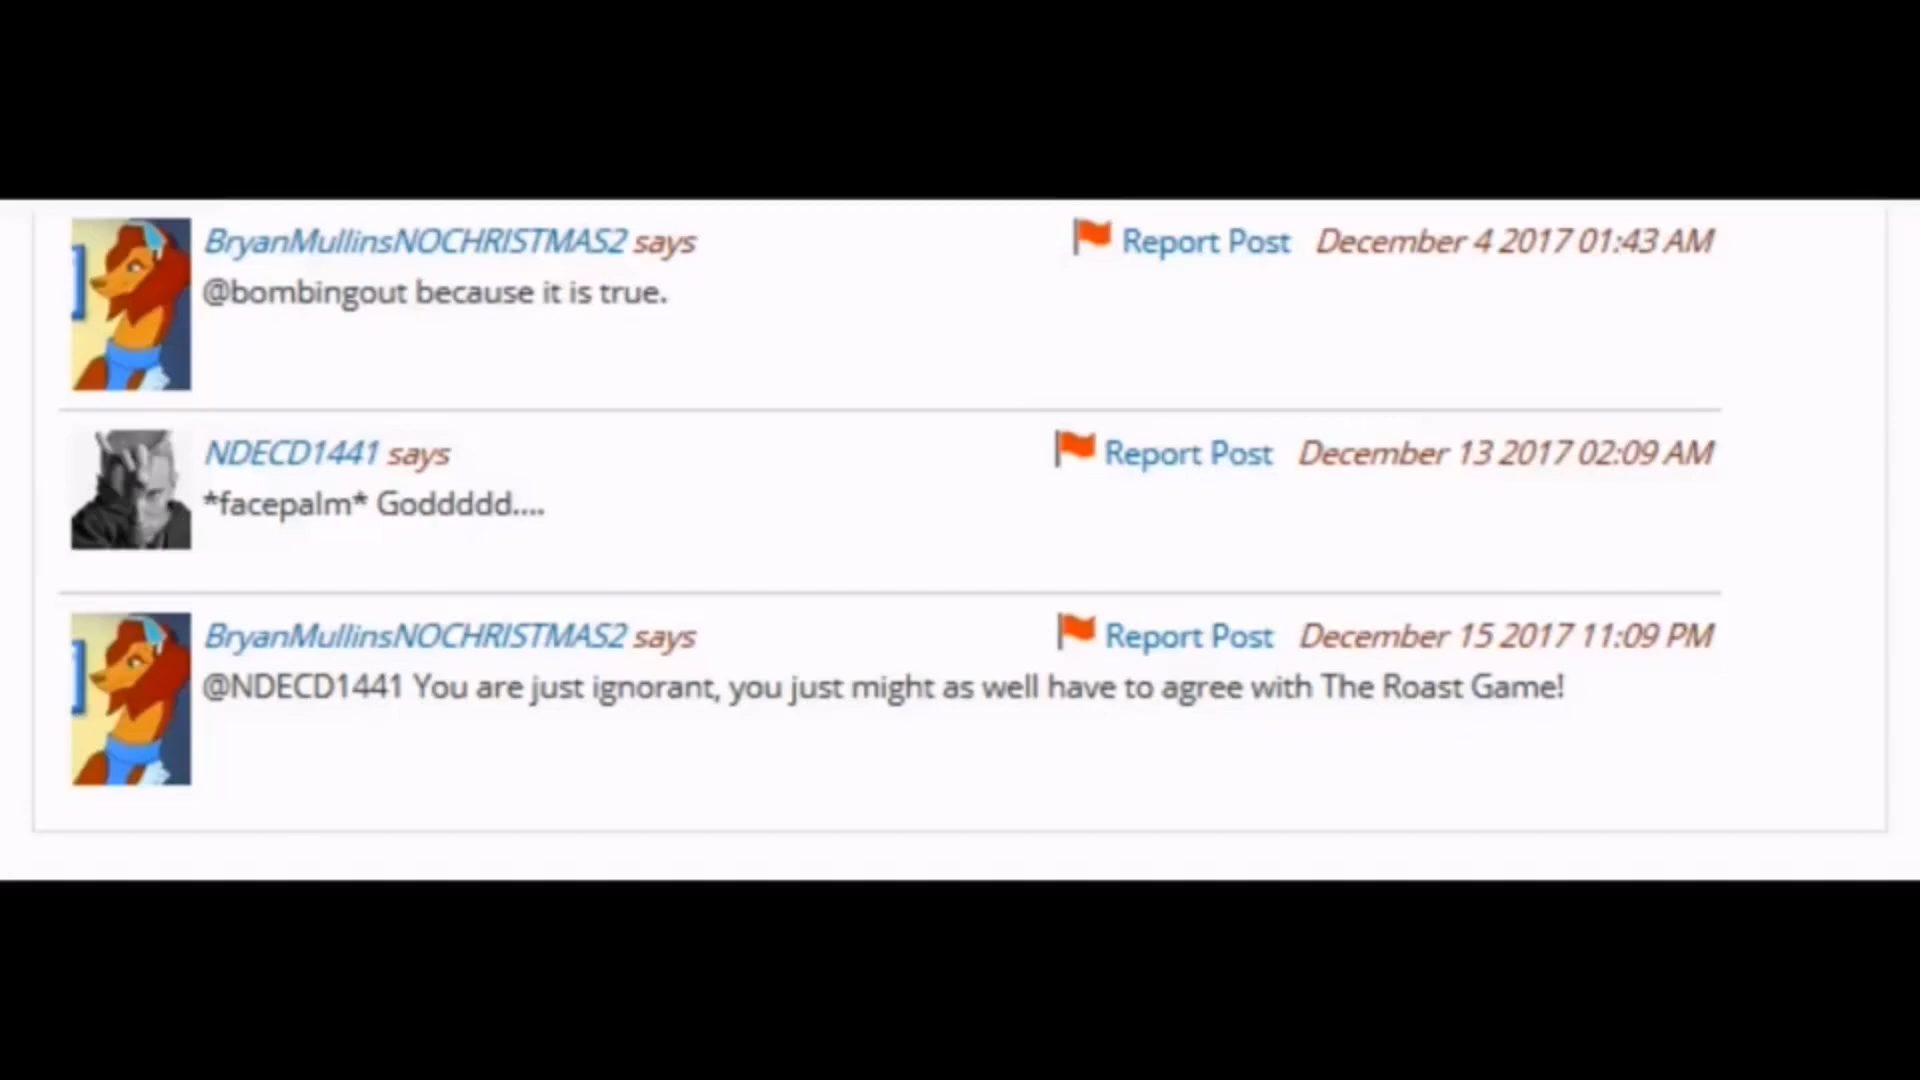 BryanMullinsNOCHRISTMAS2 says Report Post December 4 2017 01:43 AM
@bombingout because it is true.
NDECD1441 says Report Post December 13 2017 02:09 AM
*facepalm* Goddddd....
BryanMullinsNOCHRISTMAS2 says Report Post December 15 2017 11:09 PM
@NDECD1441 You are just ignorant, you just might as well have to agree with The Roast Game!